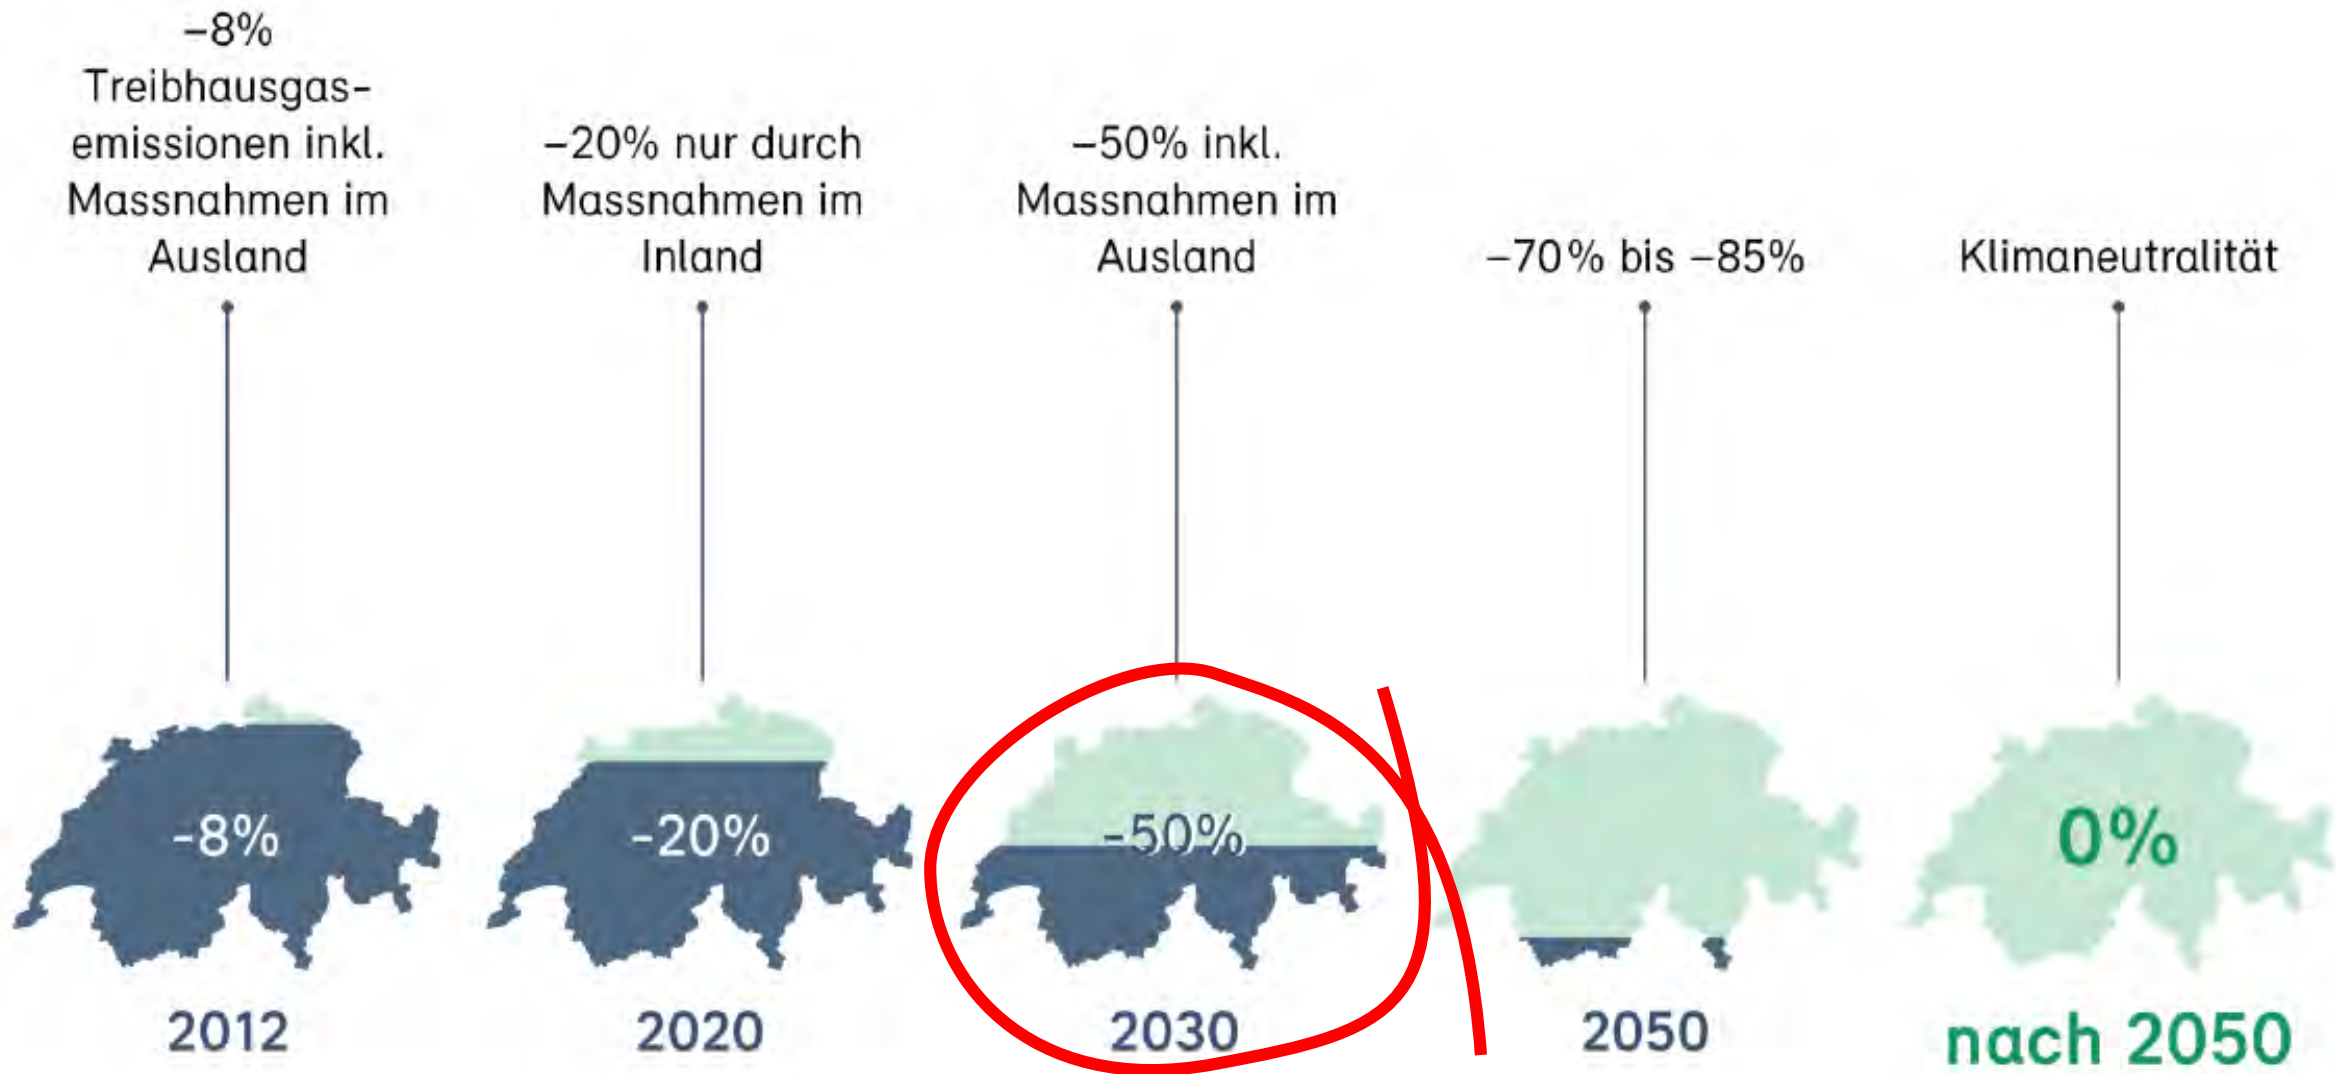 –8%
Treibhausgas-
emissionen inkl.
Massnahmen im
Ausland
–20% nur durch
Massnahmen im
Inland
–50% inkl.
Massnahmen im
Ausland
–70% bis –85%
Klimaneutralität
-8%
-20%
-50%
0%
2012
2020
2030
2050
nach 2050